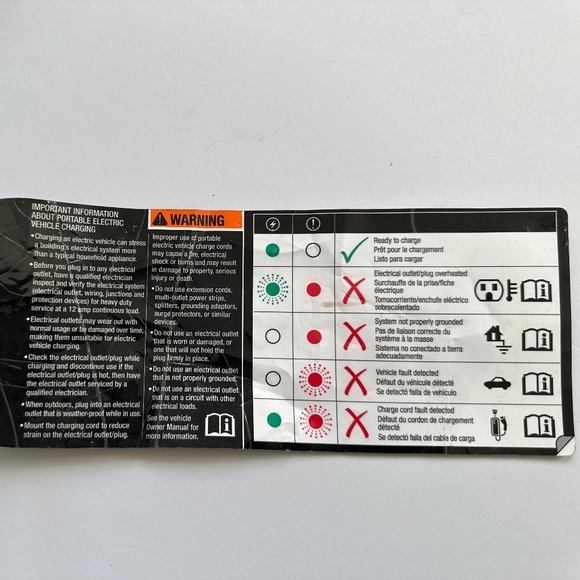 IMPORTANT INFORMATION
ABOUT PORTABLE ELECTRIC
VEHICLE CHARGING
•Charging an electric vehicle can stress
a building's electrical system more
than a typical household appliance.
•Before you plug in to any electrical
outlet, have a qualified electrician
inspect and verify the electrical system
(electrical outlet, wiring, junctions and
protection devices) for heavy duty
service at a 12 amp continuous load.
•Electrical outlets may wear out with
normal usage or be damaged over time
making them unsuitable for electric
vehicle charging.
•Check the electrical outlet/plug while
charging and discontinue use if the
electrical outlet/plug is hot, then have
the electrical outlet serviced by a
qualified electrician.
•When outdoors, plug into an electrical
outlet that is weather-proof while in use.
•Mount the charging cord to reduce
strain on the electrical outlet/plug.
WARNING
Improper use of portable
electric vehicle charge cords
may cause a fire, electrical
shock or burns and may result
in damage to property, serious
injury or death.
•Do not use extension cords,
multi-outlet power strips,
splitters, grounding adaptors,
surge protectors, or similar
devices.
•Do not use an electrical outlet
that is worn or damaged, or
one that will not hold the
plug firmly in place.
•Do not use an electrical outlet
that is not properly grounded.
•Do not use an electrical outlet
that is on a circuit with other
electrical loads.
See the vehicle
Owner Manual for
more information.
Ready to charge
Prêt pour le chargement
Listo para cargar
Electrical outlet/plug overheated
Surchauffe de la prise/fiche
électrique
Tomacorriente/enchufe eléctrico
sobrecalentado
System not properly grounded
Pas de liaison correcte du
système à la masse
Sistema no conectado a tierra
adecuadamente
Vehicle fault detected
Défaut du véhicule détecté
Se detectó falla de vehículo
Charge cord fault detected
Défaut du cordon de chargement
détecté
Se detectó falla del cable de carga